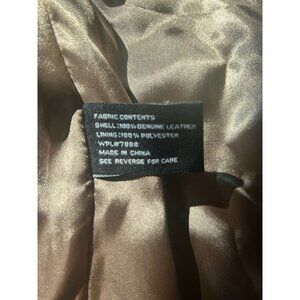 FABRIC CONTENTS
SHELL:100% GENUINE LEATHER
LINING:100% POLYESTER
WPL#7888
MADE IN CHINA
SEE REVERSE FOR CARE